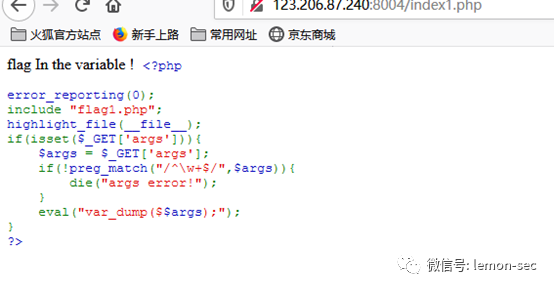 123.206.87.240:8004/index1.php
火狐官方站点 新手上路 常用网址 京东商城
flag In the variable ! <?php
error_reporting(0);
include "flag1.php";
highlight_file(__file__);
if(isset($_GET['args'])){
    $args = $_GET['args'];
    if(!preg_match("/^\w+$/",$args)){
        die("args error!");
    }
    eval("var_dump($$args);");
}
?>
微信号: lemon-sec